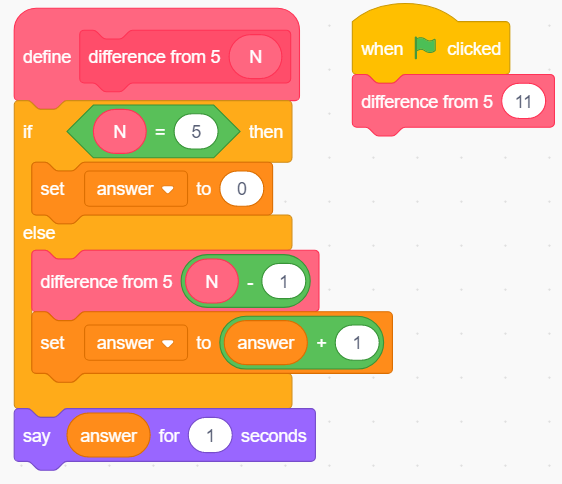 define difference from 5 N
if N = 5 then
set answer to 0
else
difference from 5 N - 1
set answer to answer + 1
say answer for 1 seconds
when clicked
difference from 5 11